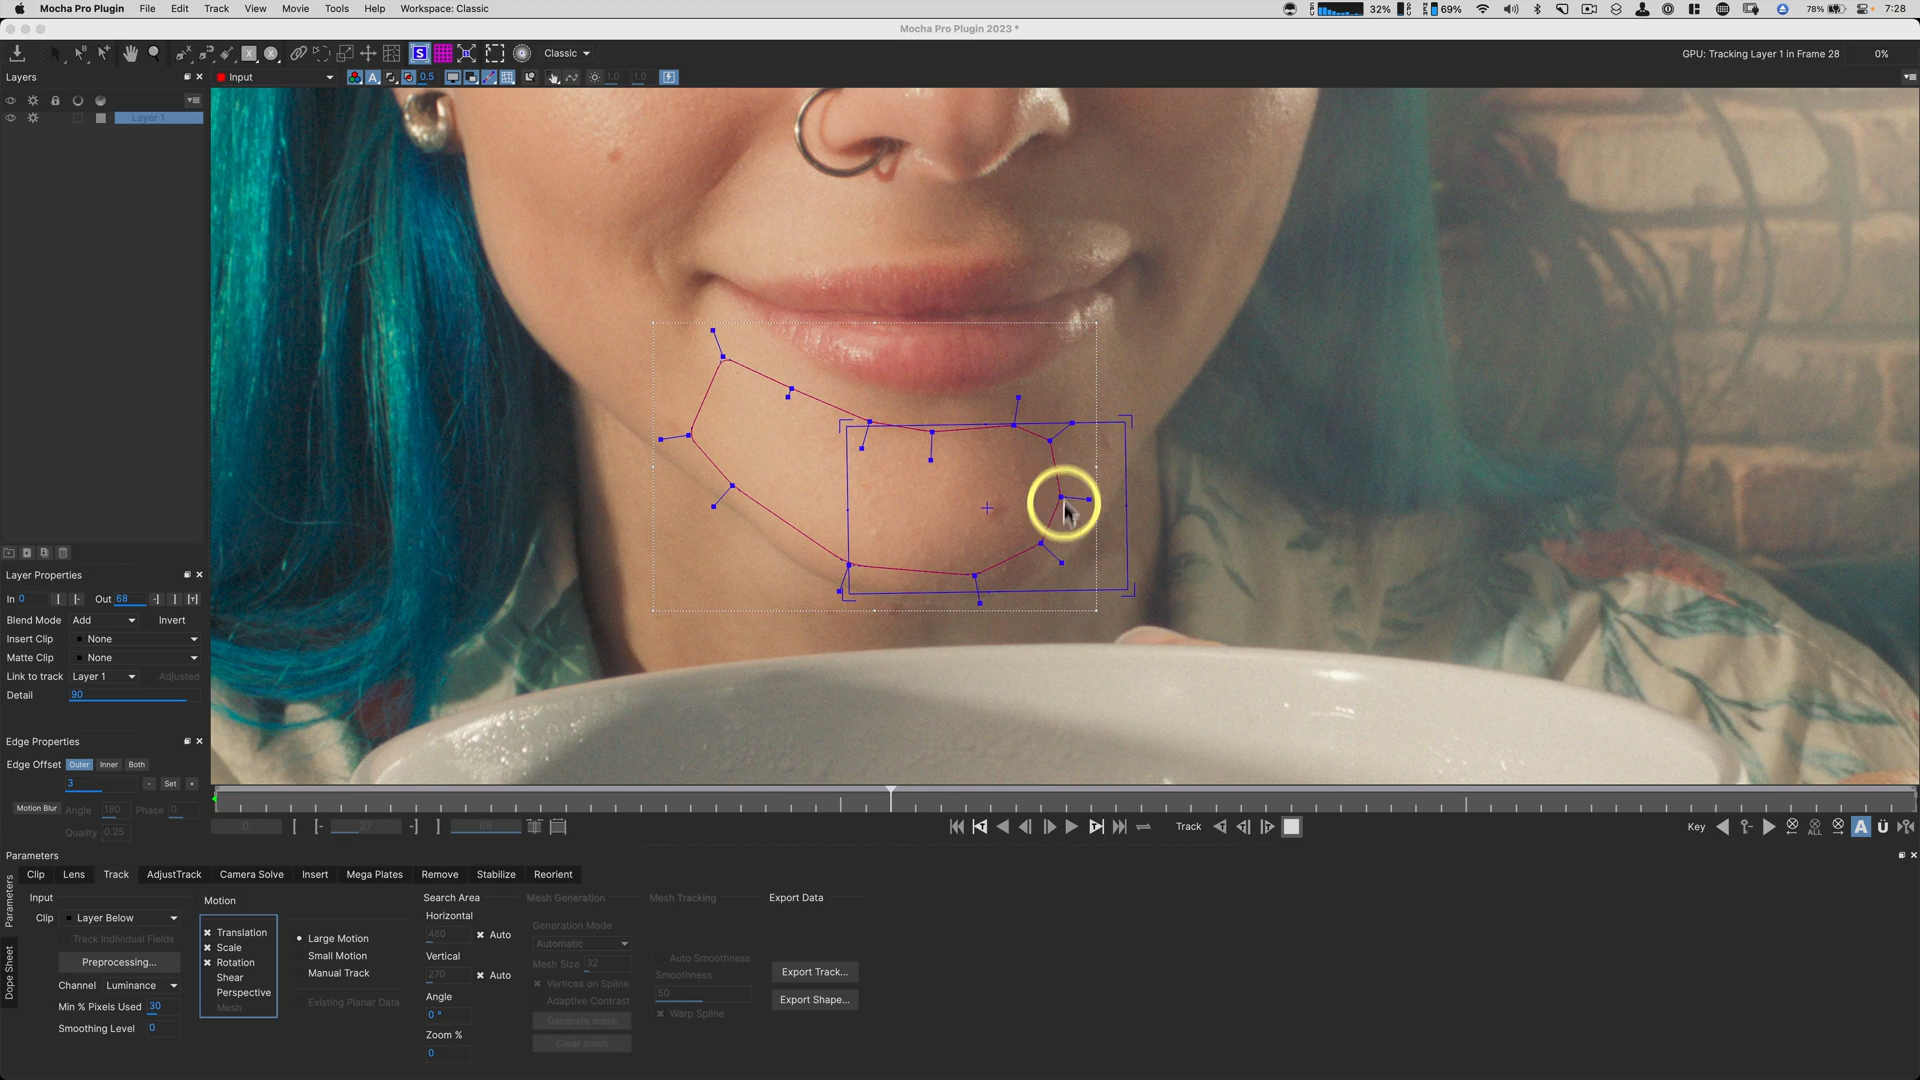 Mocha Pro Plugin File Edit Track View Movie Tools Help Workspace: Classic 32% 69% 78% 7:28
Mocha Pro Plugin 2023 *
Classic GPU: Tracking Layer 1 in Frame 28 0%
Layers Input 0.5 1.0 1.0
Layer 1
Layer Properties
In 0 Out 68
Blend Mode Add Invert
Insert Clip None
Matte Clip None
Link to track Layer 1 Adjusted
Detail 90
Edge Properties
Edge Offset Outer Inner Both
3 - Set +
Motion Blur Angle 180 Phase 0
Quality 0.25
0 27 68 Track Key ALL A
Parameters
Clip Lens Track AdjustTrack Camera Solve Insert Mega Plates Remove Stabilize Reorient
Parameters
Dope Sheet
Input
Clip Layer Below
Track Individual Fields
Preprocessing...
Channel Luminance
Min % Pixels Used 30
Smoothing Level 0
Motion
Translation
Scale
Rotation
Shear
Perspective
Mesh
Large Motion
Small Motion
Manual Track
Existing Planar Data
Search Area
Horizontal
480 Auto
Vertical
270 Auto
Angle
0 °
Zoom %
0
Mesh Generation
Generation Mode
Automatic
Mesh Size 32
Vertices on Spline
Adaptive Contrast
Generate mesh
Clear mesh
Mesh Tracking
Auto Smoothness
Smoothness
50
Warp Spline
Export Data
Export Track...
Export Shape...